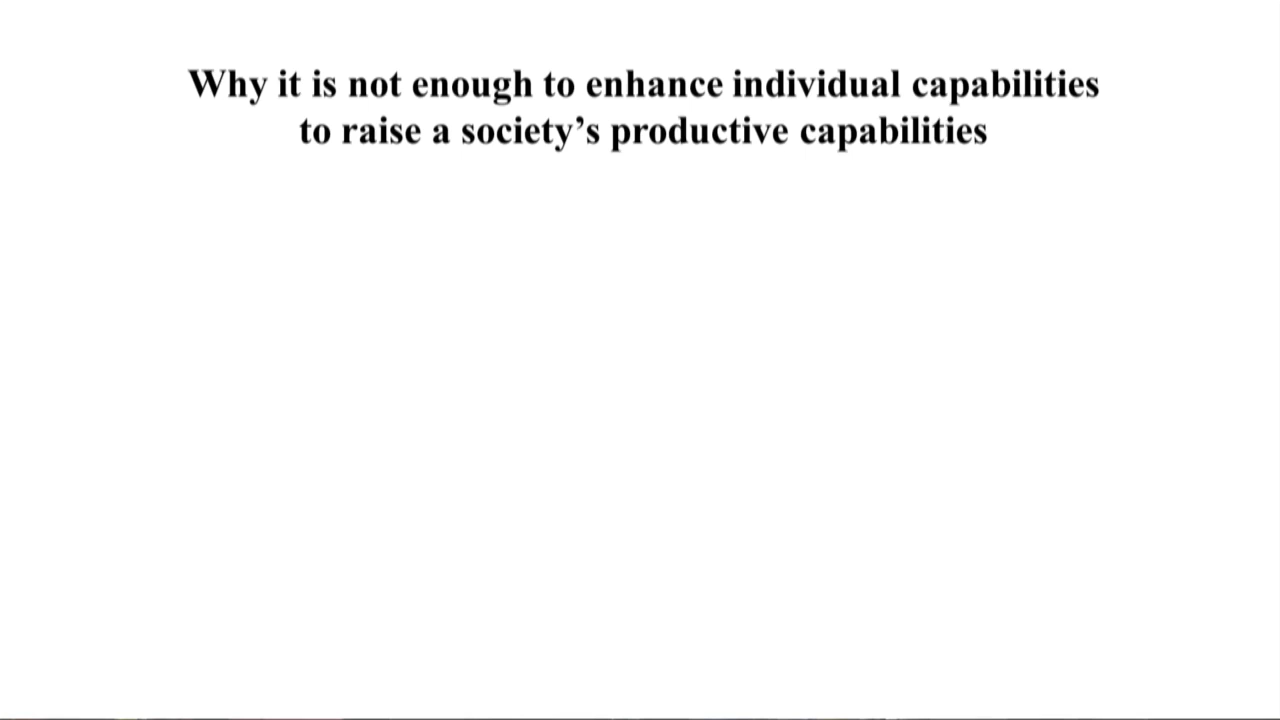 Why it is not enough to enhance individual capabilities
to raise a society’s productive capabilities